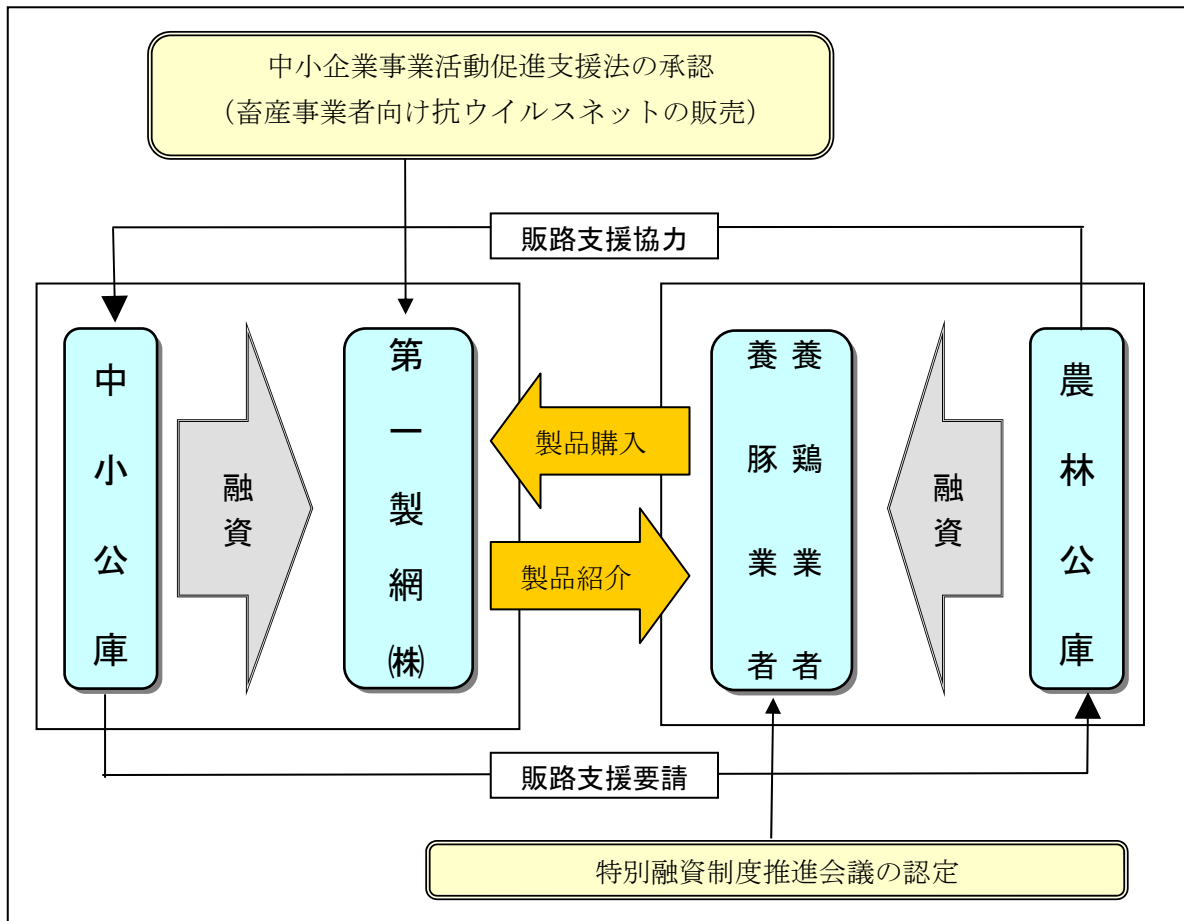 中小企業事業活動促進支援法の承認
（畜産事業者向け抗ウイルスネットの販売）
販路支援協力
中小公庫
融資
第一製網㈱
製品購入
製品紹介
養鶏業者
養豚業者
融資
農林公庫
販路支援要請
特別融資制度推進会議の認定